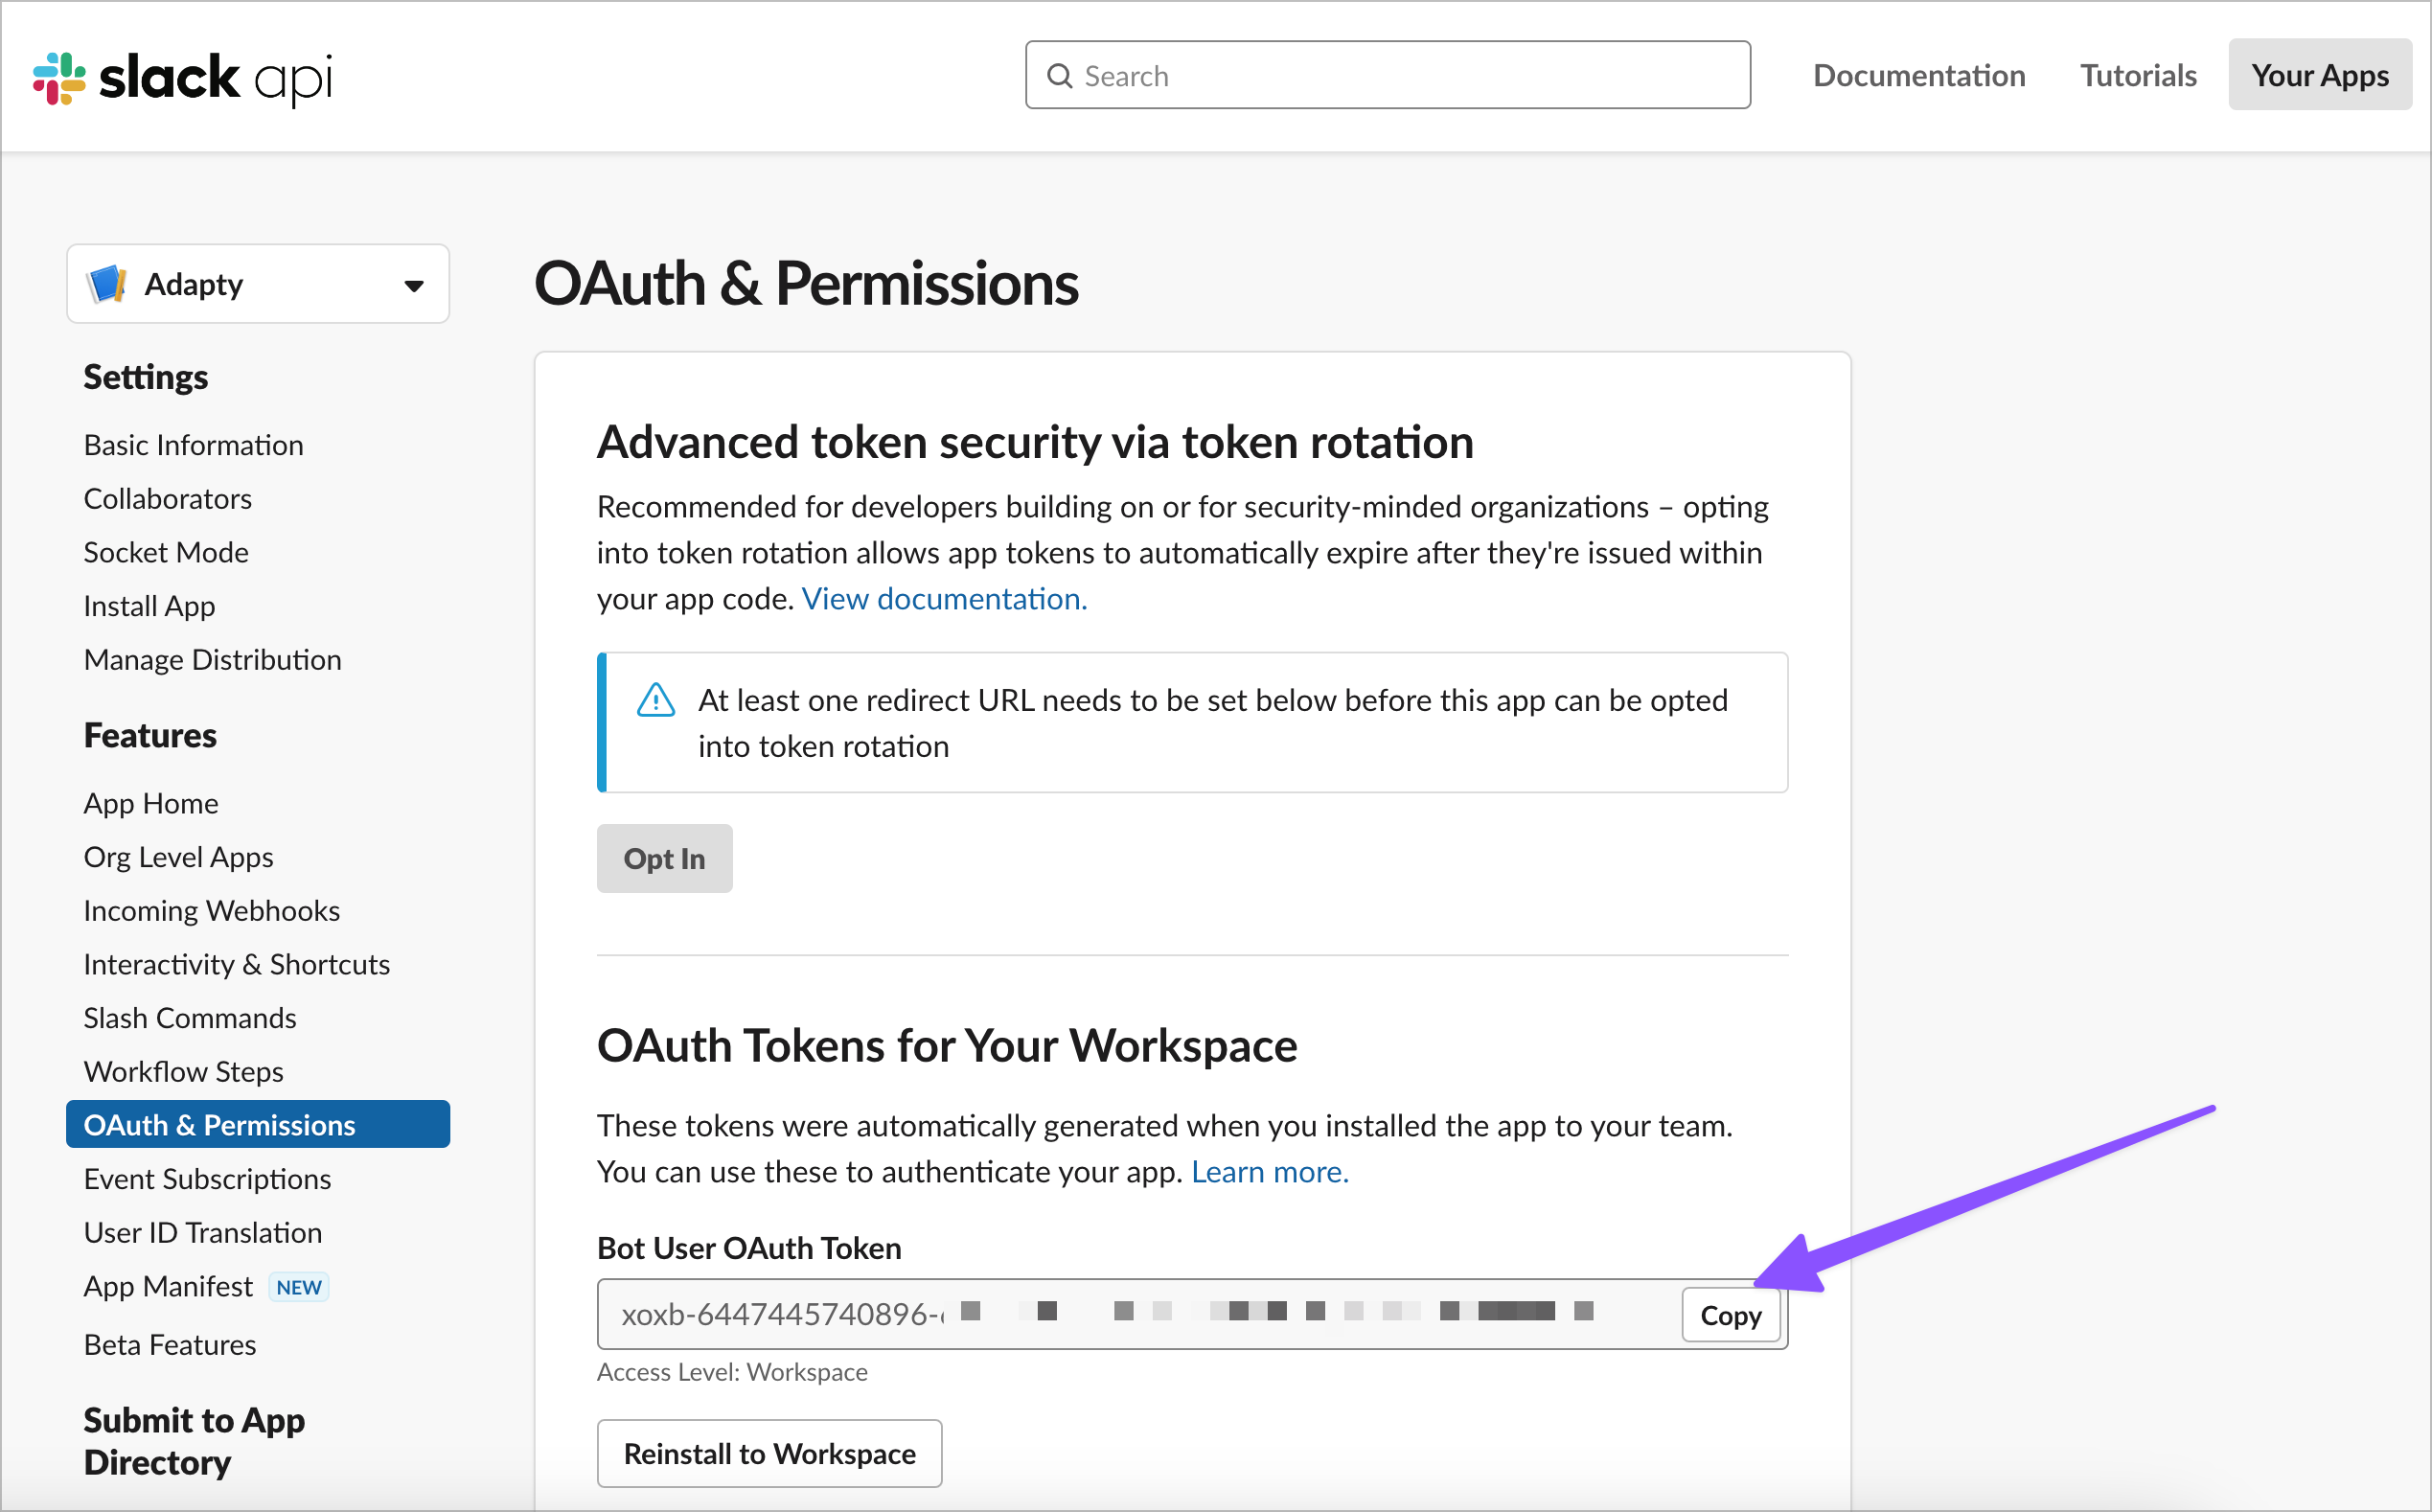 slack api
Search
Documentation
Tutorials
Your Apps
Adapty
Settings
Basic Information
Collaborators
Socket Mode
Install App
Manage Distribution
Features
App Home
Org Level Apps
Incoming Webhooks
Interactivity & Shortcuts
Slash Commands
Workflow Steps
OAuth & Permissions
Event Subscriptions
User ID Translation
App Manifest NEW
Beta Features
Submit to App
Directory
OAuth & Permissions
Advanced token security via token rotation
Recommended for developers building on or for security-minded organizations – opting
into token rotation allows app tokens to automatically expire after they're issued within
your app code. View documentation.
At least one redirect URL needs to be set below before this app can be opted
into token rotation
Opt In
OAuth Tokens for Your Workspace
These tokens were automatically generated when you installed the app to your team.
You can use these to authenticate your app. Learn more.
Bot User OAuth Token
xoxb-6447445740896-
Copy
Access Level: Workspace
Reinstall to Workspace